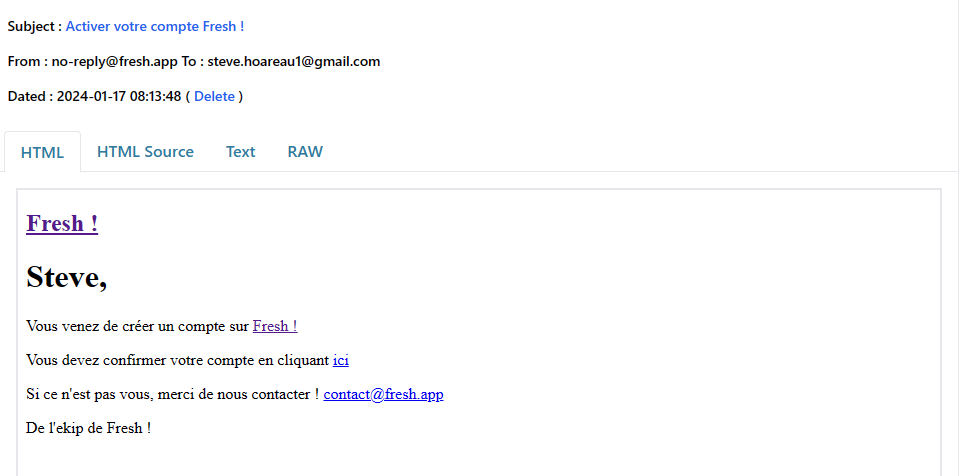 Subject : Activer votre compte Fresh !
From : no-reply@fresh.app To : steve.hoareau1@gmail.com
Dated : 2024-01-17 08:13:48 ( Delete )
HTML HTML Source Text RAW
Fresh !
Steve,
Vous venez de créer un compte sur Fresh !
Vous devez confirmer votre compte en cliquant ici
Si ce n'est pas vous, merci de nous contacter ! contact@fresh.app
De l'ekip de Fresh !